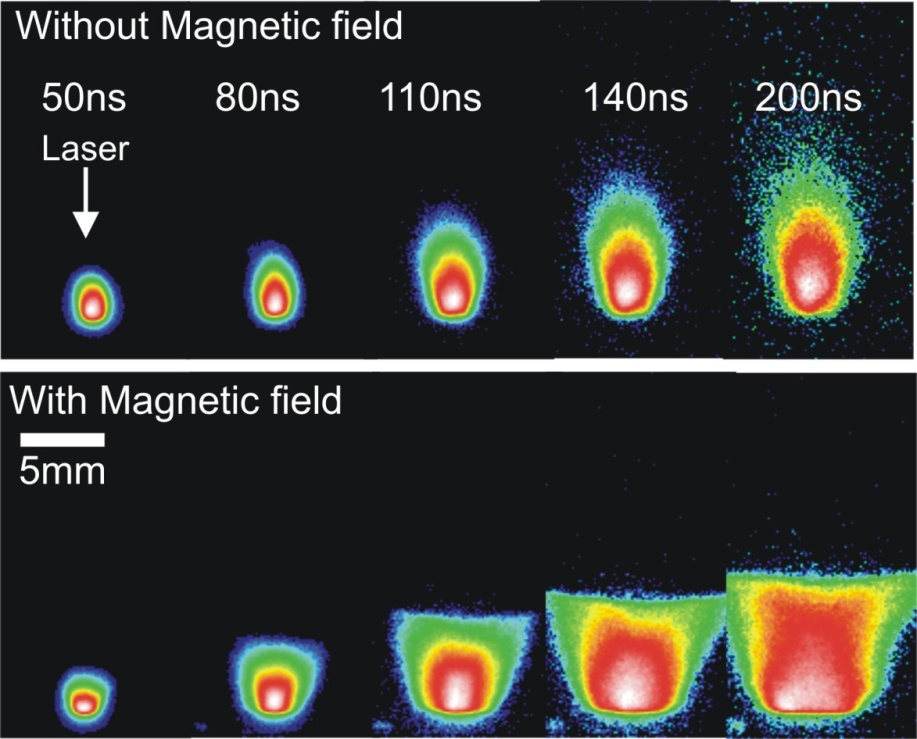 Without Magnetic field
50ns 80ns 110ns 140ns 200ns
Laser
With Magnetic field
5mm